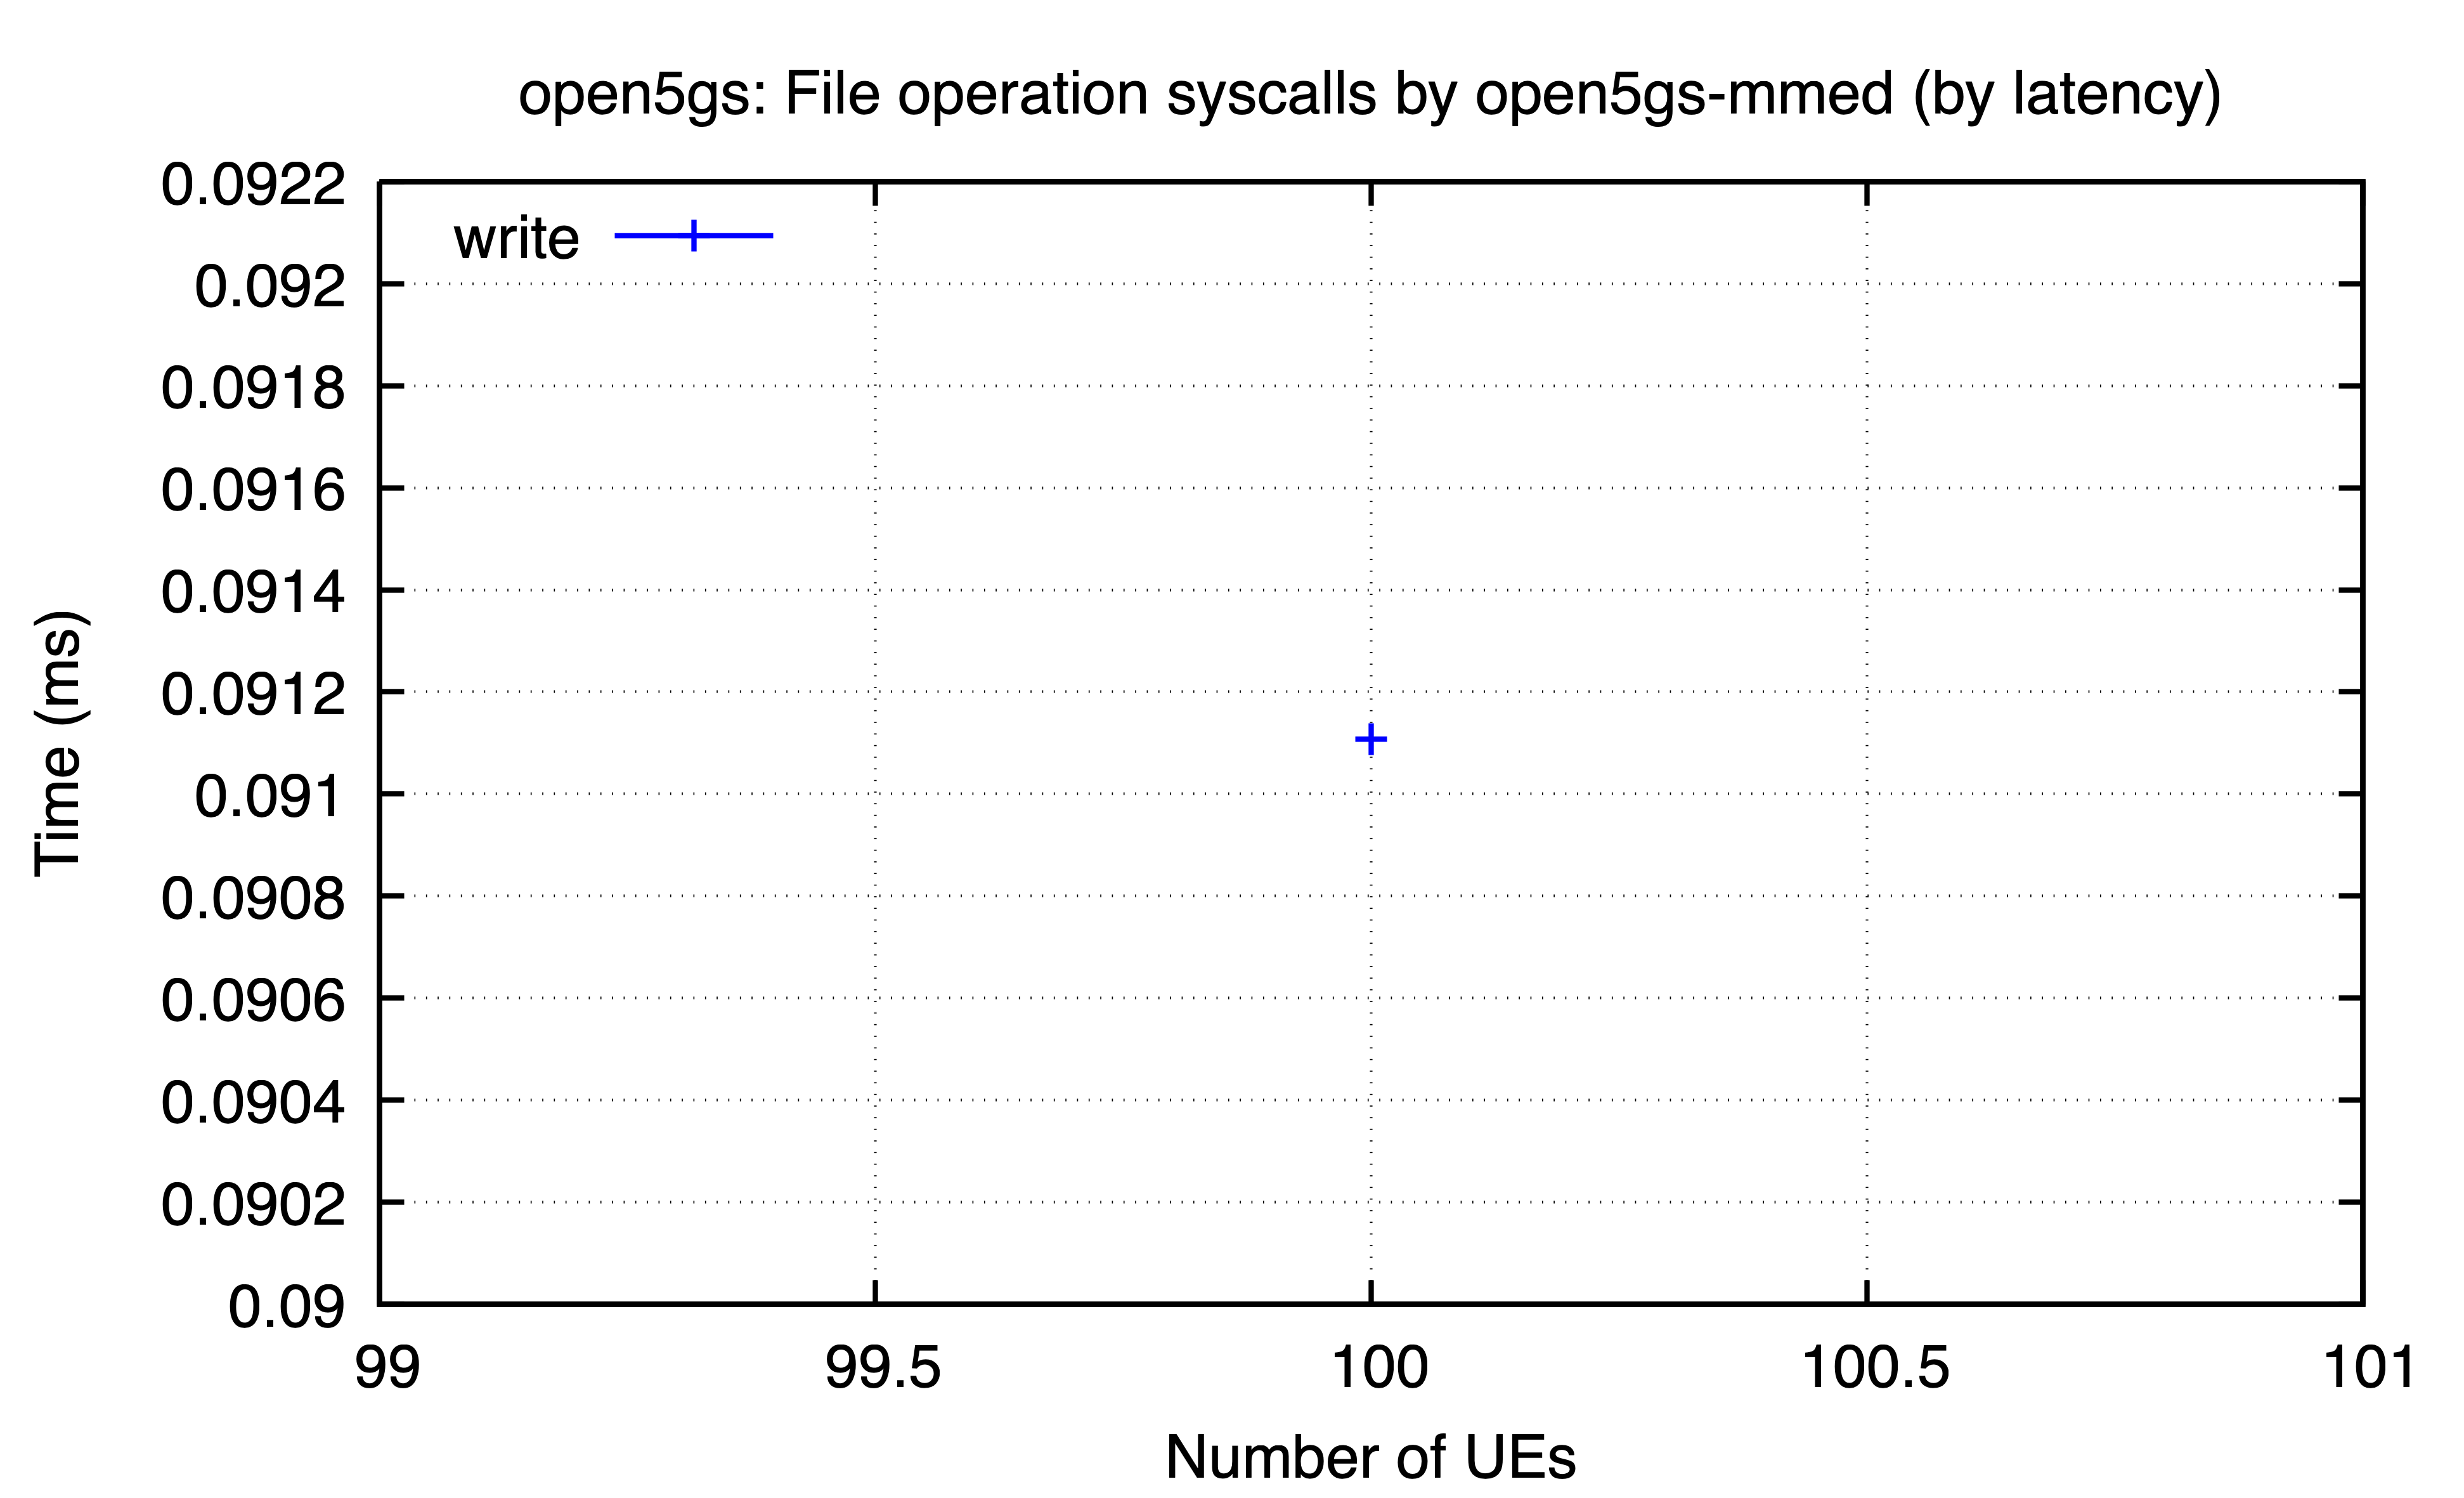 open5gs: File operation syscalls by open5gs-mmed (by latency)
0.0922
write
0.092
0.0918
0.0916
0.0914
0.0912
0.091
0.0908
0.0906
0.0904
0.0902
0.09
Time (ms)
99 99.5 100 100.5 101
Number of UEs